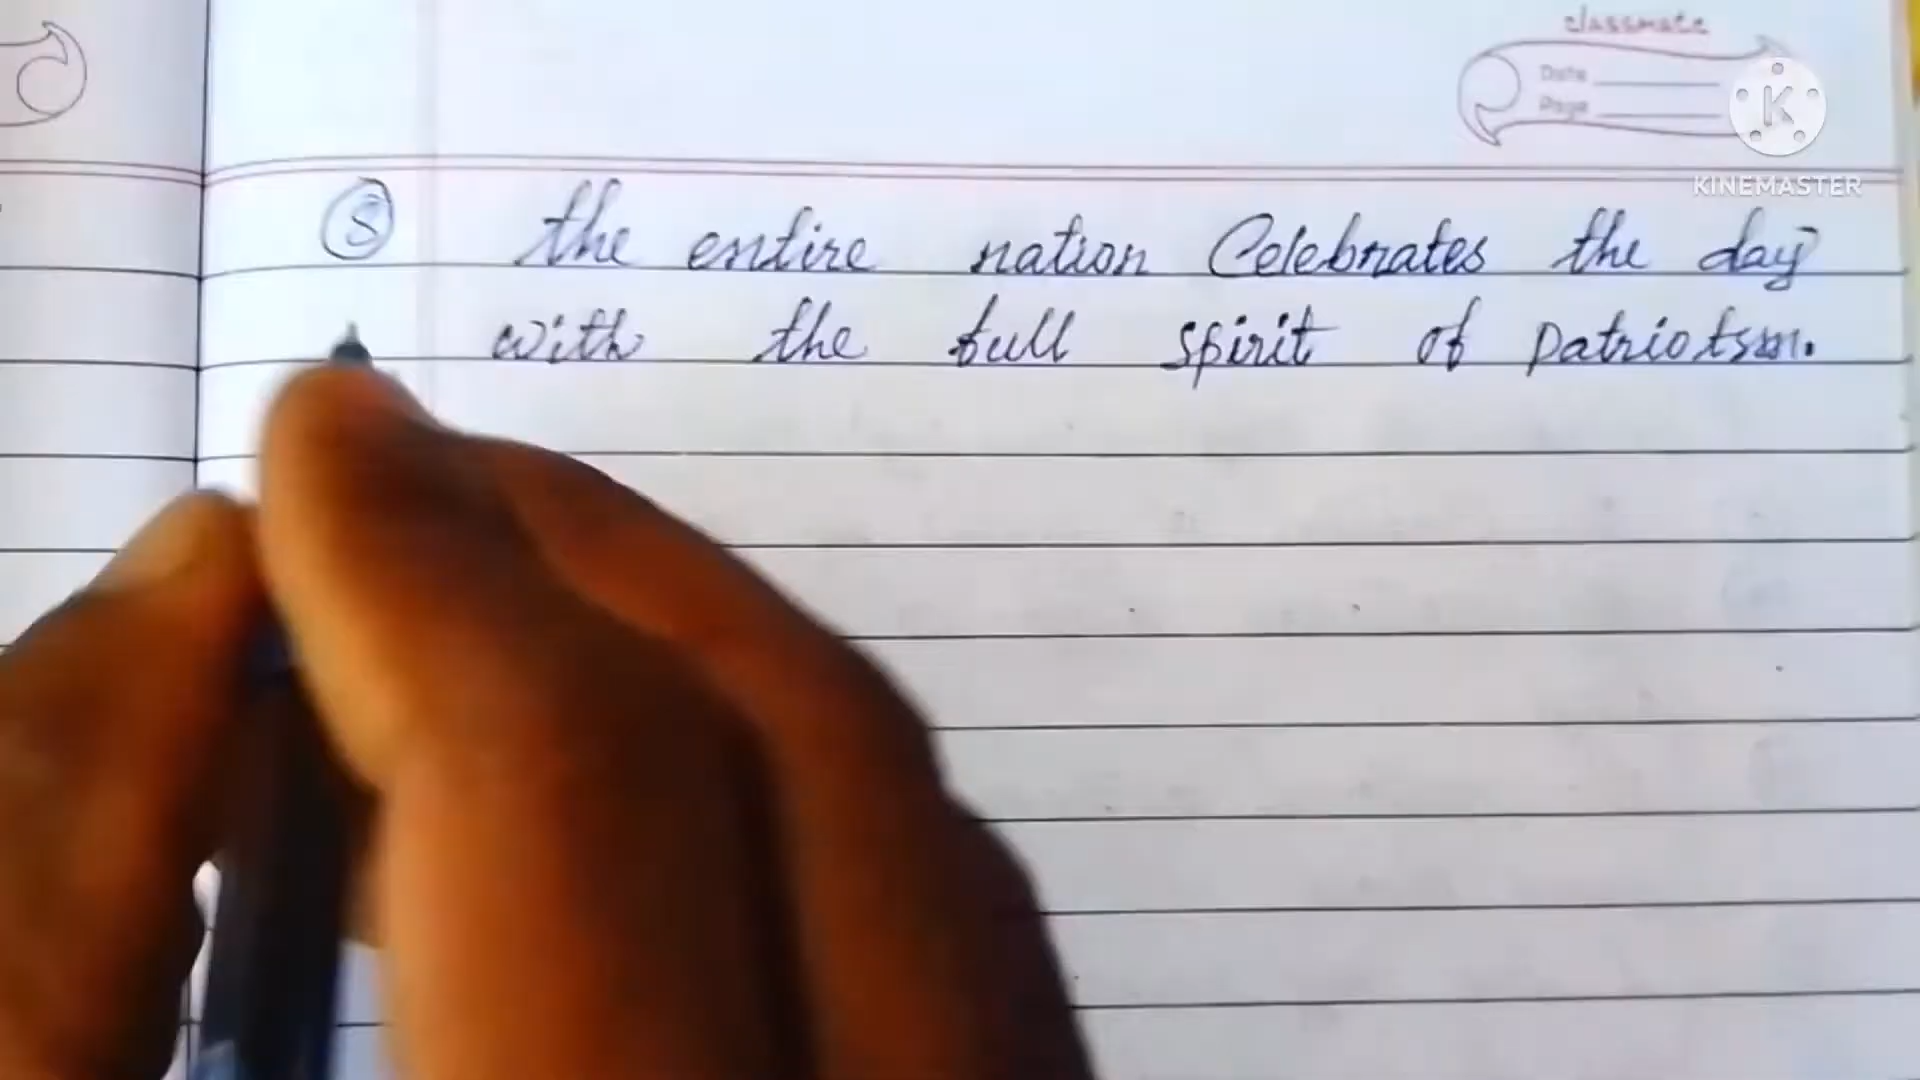 classmate
Date
Page
KINEMASTER
⑧ the entire nation Celebrates the day
with the full spirit of patriotsm.